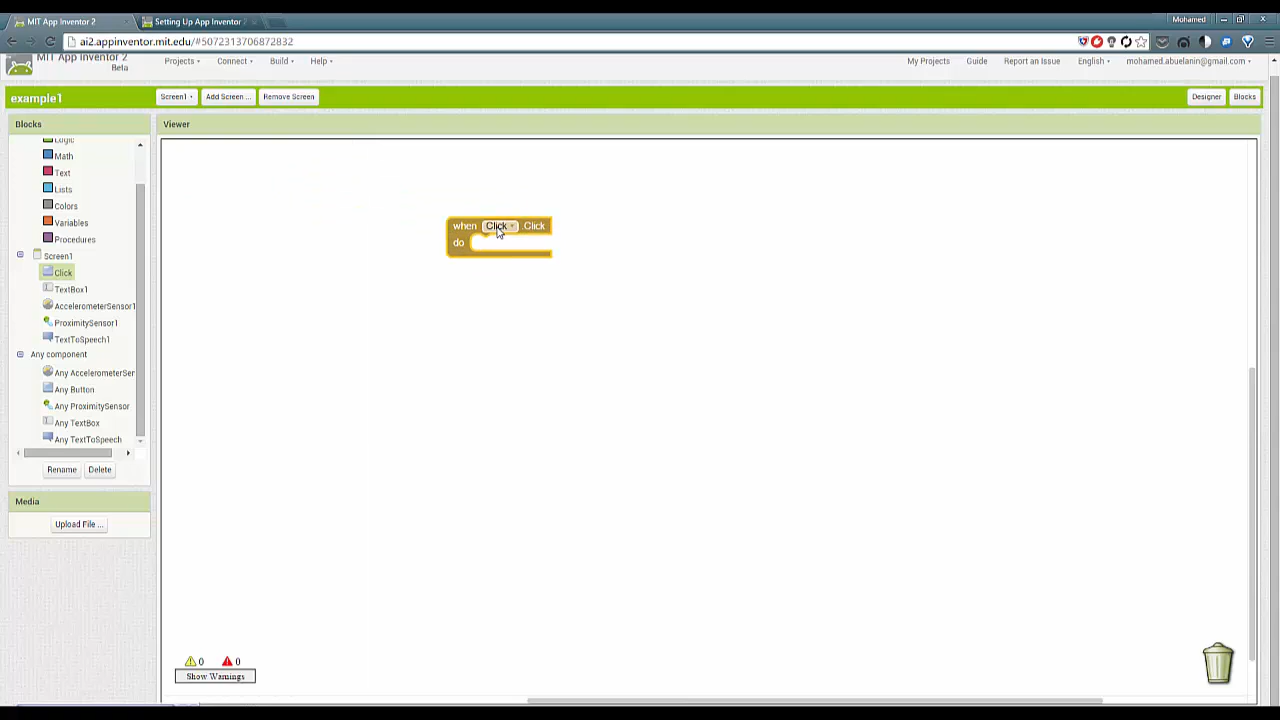 MIT App Inventor 2
Setting Up App Inventor
Mohamed
ai2.appinventor.mit.edu/#5072313706872832
MIT App Inventor 2
Beta
Projects
Connect
Build
Help
My Projects
Guide
Report an Issue
English
mohamed.abuelanin@gmail.com
example1
Screen1
Add Screen ...
Remove Screen
Designer
Blocks
Blocks
Viewer
Logic
Math
Text
Lists
Colors
Variables
Procedures
Screen1
Click
TextBox1
AccelerometerSensor1
ProximitySensor1
TextToSpeech1
Any component
Any AccelerometerSen
Any Button
Any ProximitySensor
Any TextBox
Any TextToSpeech
Rename
Delete
Media
Upload File ...
when Click .Click
do
0
0
Show Warnings